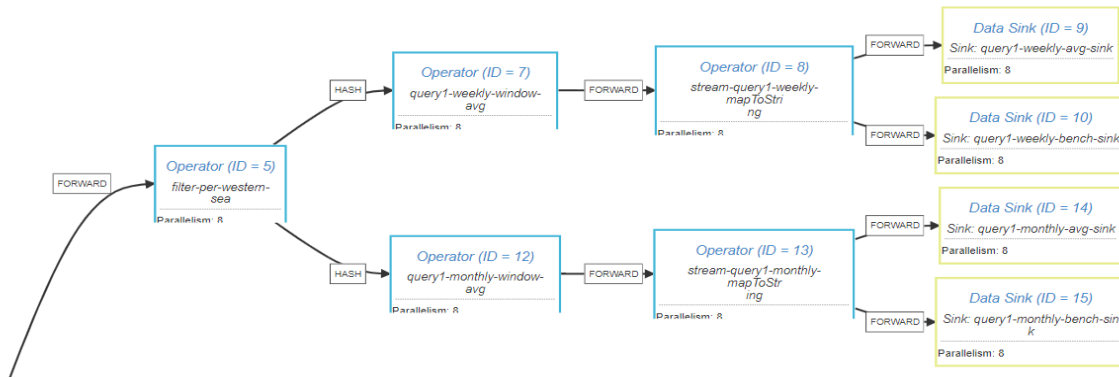 Data Sink (ID = 9)
Sink: query1-weekly-avg-sink
Parallelism: 8
FORWARD
Operator (ID = 7)
query1-weekly-window-
avg
Parallelism: 8
Operator (ID = 8)
stream-query1-weekly-
mapToStri
ng
Parallelism: 8
HASH
FORWARD
Data Sink (ID = 10)
Sink: query1-weekly-bench-sink
Parallelism: 8
FORWARD
Operator (ID = 5)
filter-per-western-
sea
Parallelism: 8
FORWARD
Data Sink (ID = 14)
Sink: query1-monthly-avg-sink
Parallelism: 8
FORWARD
Operator (ID = 12)
query1-monthly-window-
avg
Parallelism: 8
Operator (ID = 13)
stream-query1-monthly-
mapToStr
ing
Parallelism: 8
HASH
FORWARD
Data Sink (ID = 15)
Sink: query1-monthly-bench-sin
k
Parallelism: 8
FORWARD